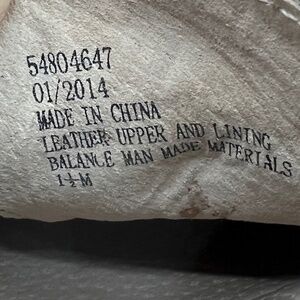 54804647
01/2014
MADE IN CHINA
LEATHER UPPER AND LINING
BALANCE MAN MADE MATERIALS
1½M